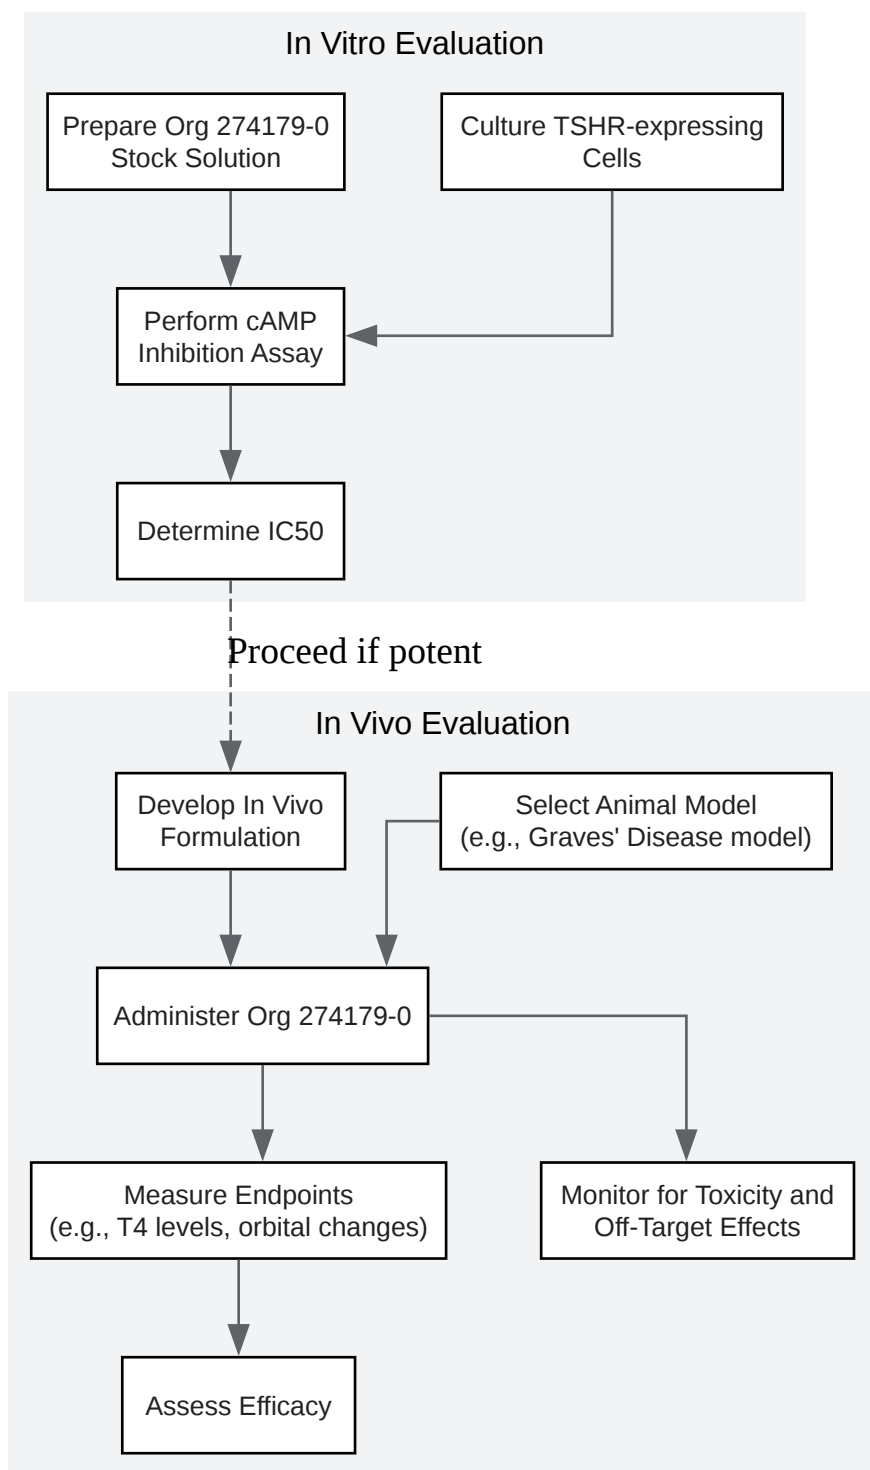 In Vitro Evaluation
Prepare Org 274179-0
Stock Solution
Culture TSHR-expressing
Cells
Perform cAMP
Inhibition Assay
Determine IC50
Proceed if potent
In Vivo Evaluation
Develop In Vivo
Formulation
Select Animal Model
(e.g., Graves' Disease model)
Administer Org 274179-0
Measure Endpoints
(e.g., T4 levels, orbital changes)
Monitor for Toxicity and
Off-Target Effects
Assess Efficacy